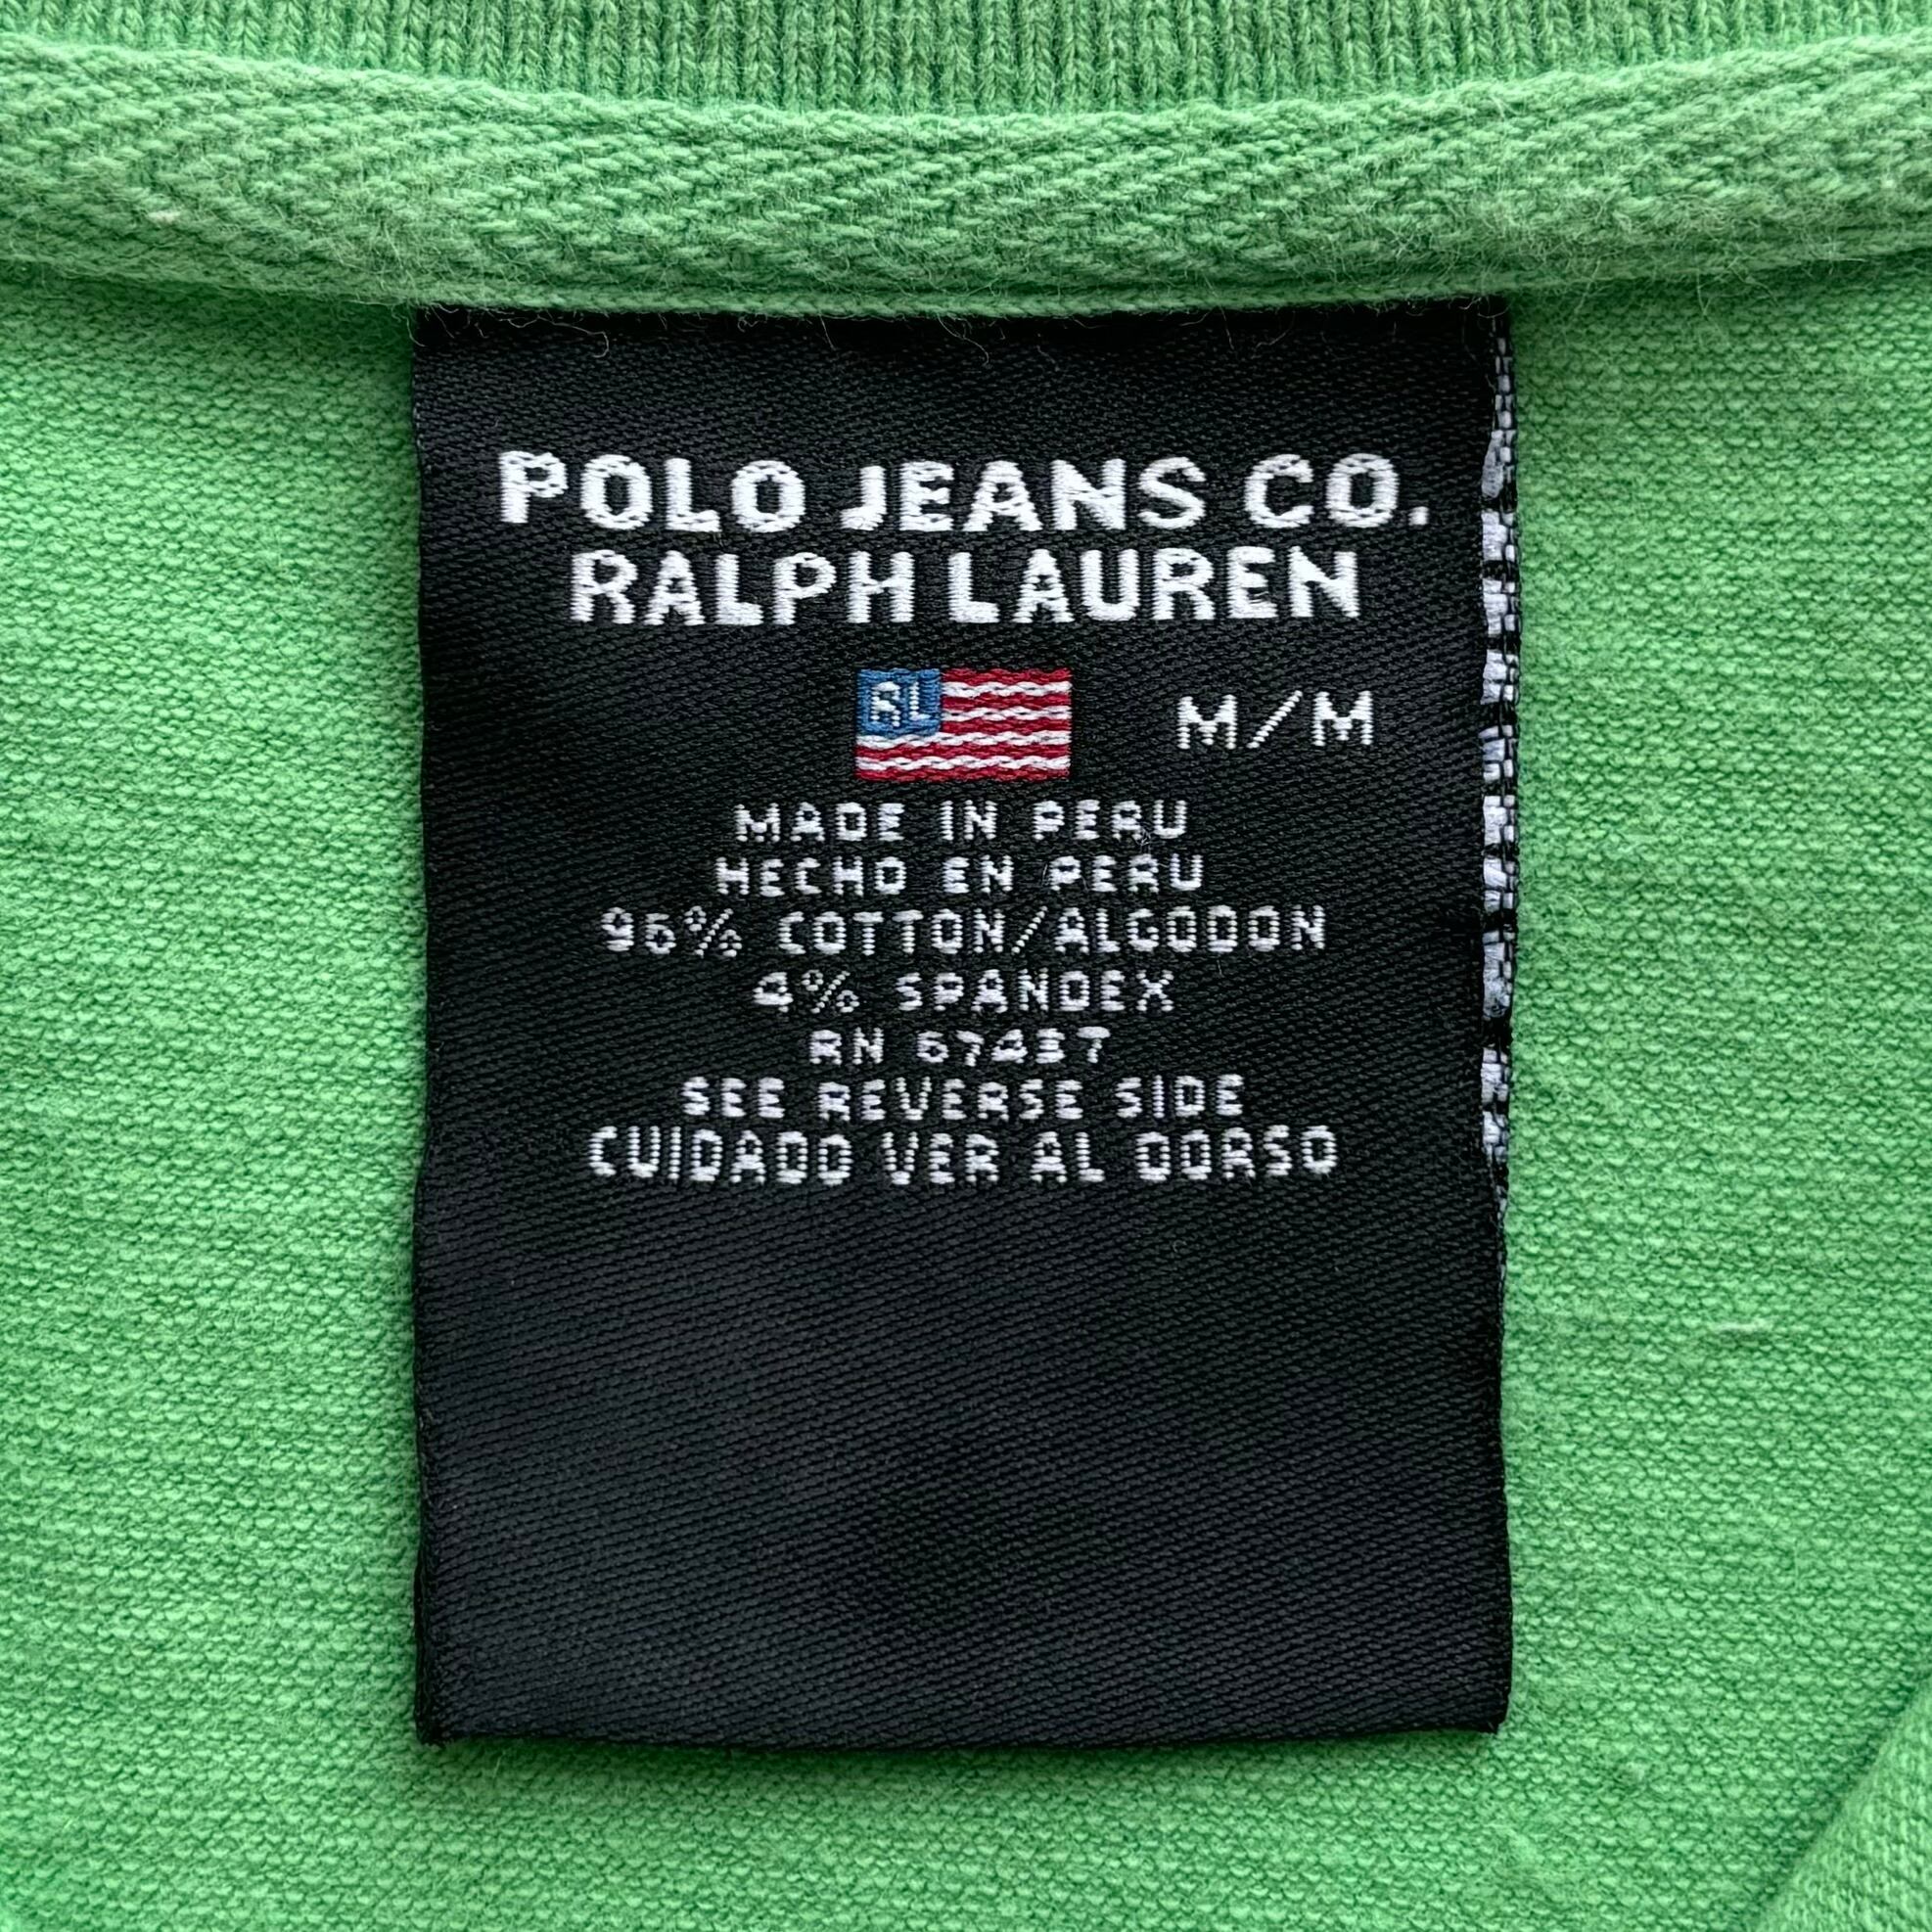 POLO JEANS CO.
RALPH LAUREN
RL M/M
MADE IN PERU
HECHO EN PERU
96% COTTON/ALGODON
4% SPANDEX
RN 67437
SEE REVERSE SIDE
CUIDADO VER AL DORSO